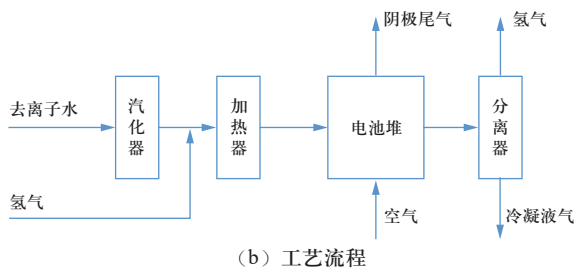 阴极尾气
氢气
去离子水
汽化器
加热器
电池堆
分离器
氢气
空气
冷凝液气
（b）工艺流程